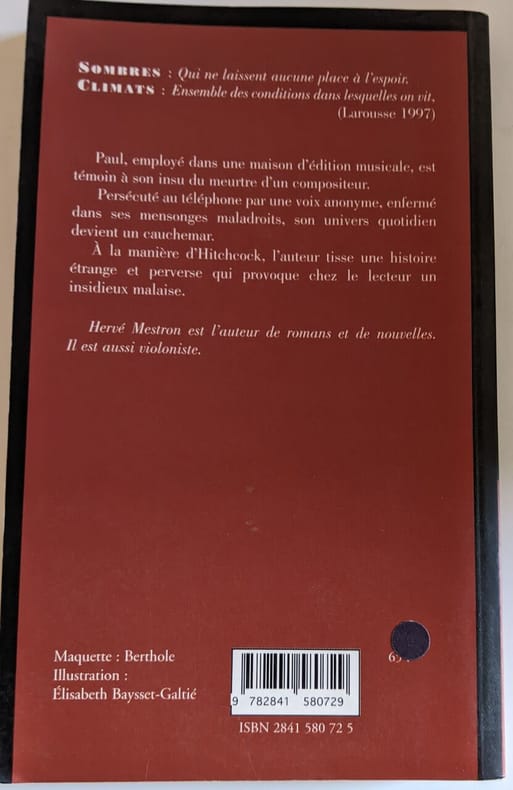 SOMBRES : Qui ne laissent aucune place à l'espoir.
CLIMATS : Ensemble des conditions dans lesquelles on vit,
(Larousse 1997)
Paul, employé dans une maison d'édition musicale, est
témoin à son insu du meurtre d'un compositeur.
Persécuté au téléphone par une voix anonyme, enfermé
dans ses mensonges maladroits, son univers quotidien
devient un cauchemar.
À la manière d'Hitchcock, l'auteur tisse une histoire
étrange et perverse qui provoque chez le lecteur un
insidieux malaise.
Hervé Mestron est l'auteur de romans et de nouvelles.
Il est aussi violoniste.
Maquette : Berthole
Illustration :
Élisabeth Baysset-Galtié
9 782841 580729
ISBN 2841 580 72 5